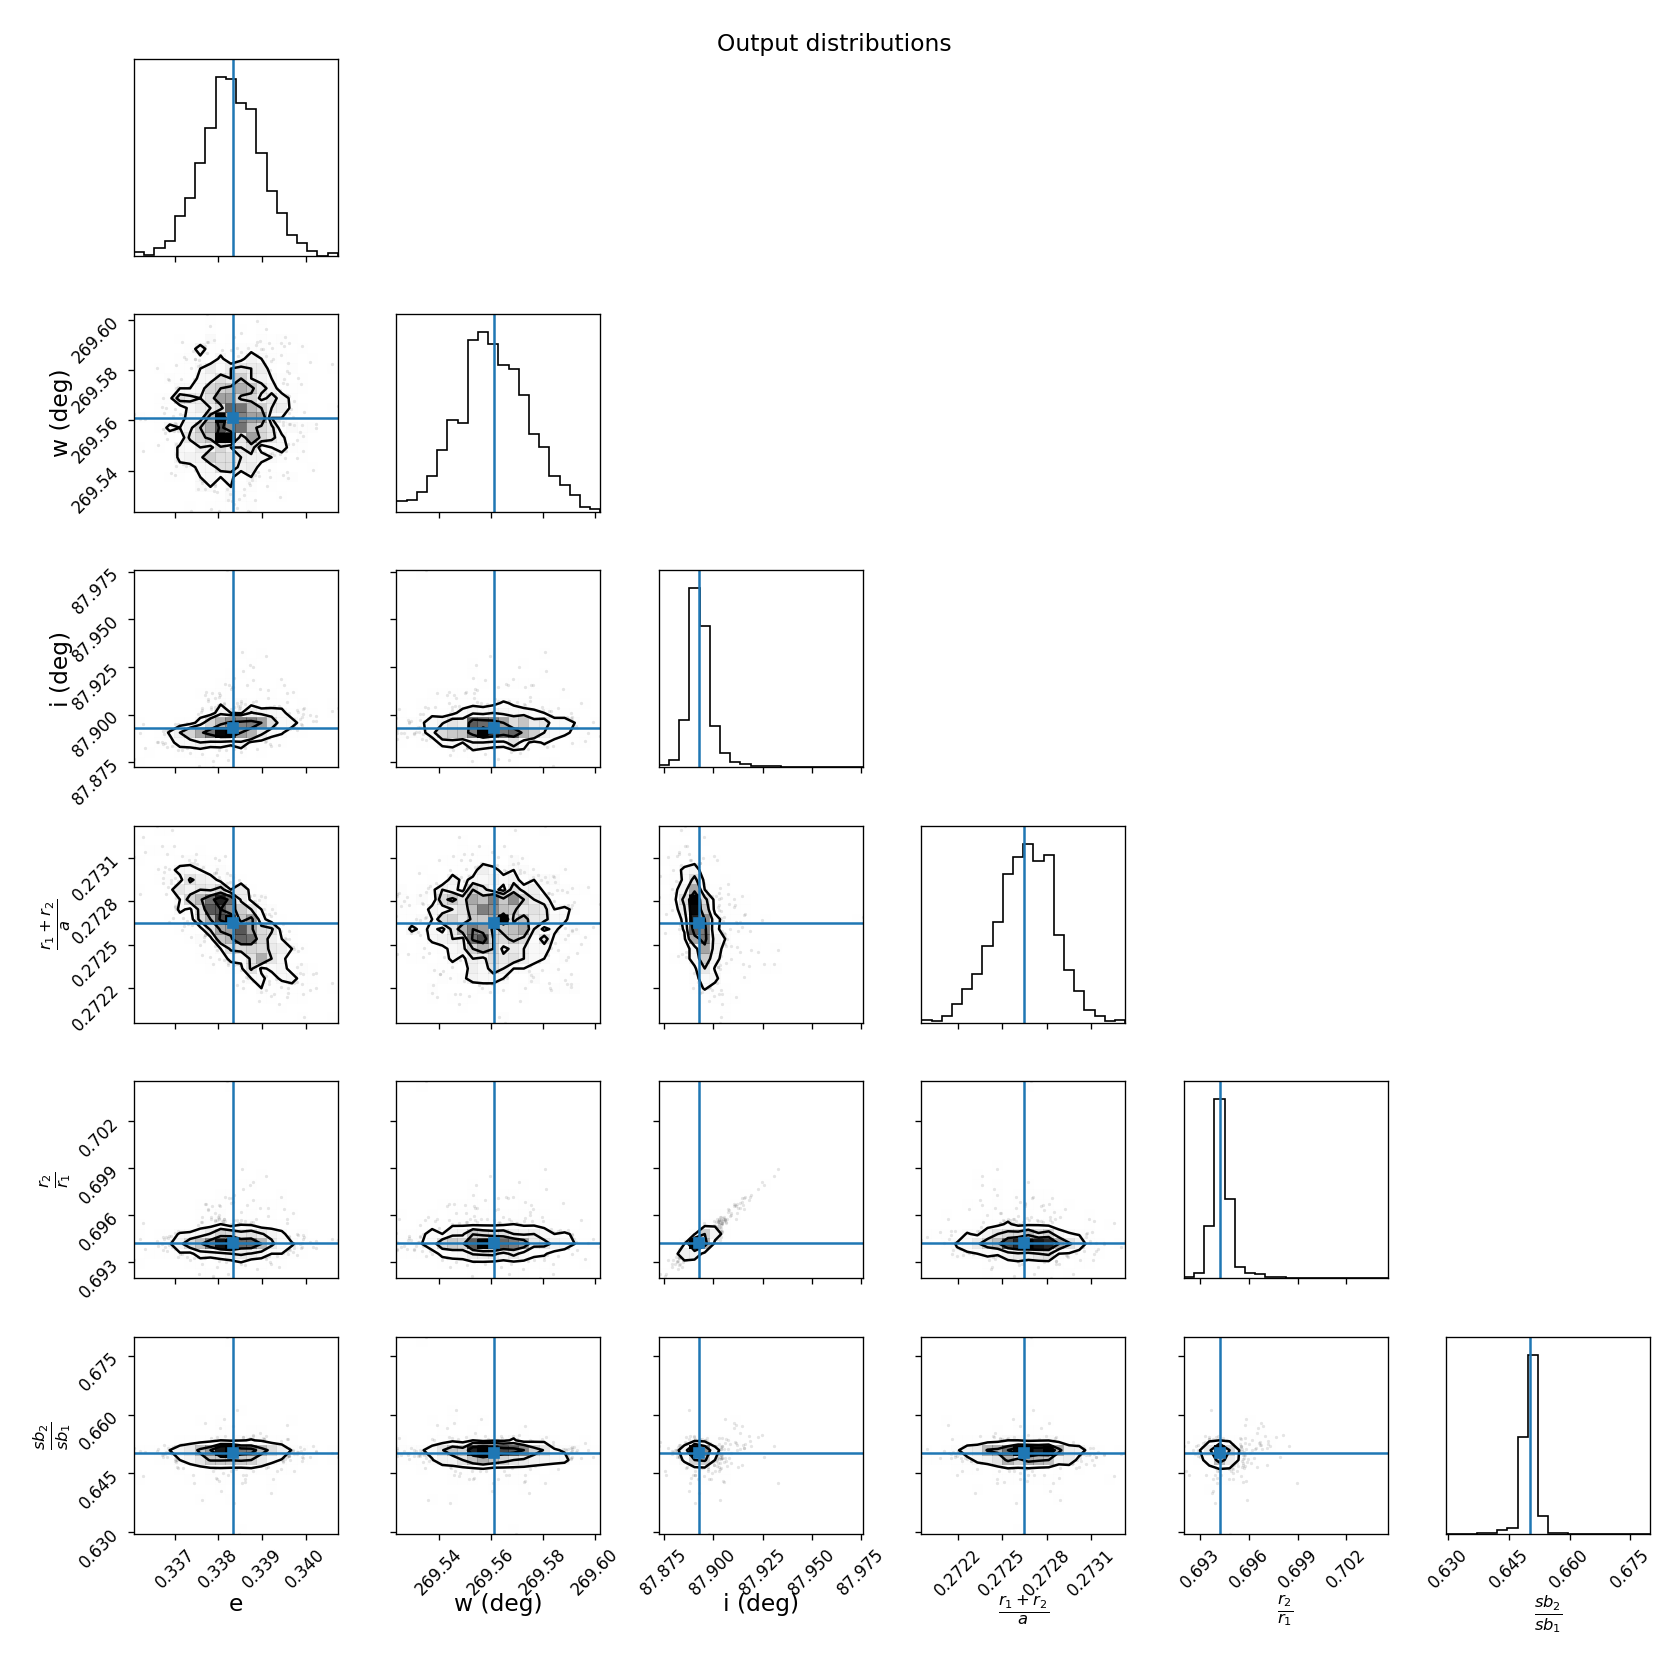 Output distributions
w (deg)
269.60
269.58
269.56
269.54
i (deg)
87.975
87.950
87.925
87.900
87.875
r₁ + r₂
a
0.2731
0.2728
0.2725
0.2722
r₂
r₁
0.702
0.699
0.696
0.693
sb₂
sb₁
0.675
0.660
0.645
0.630
0.337 0.338 0.339 0.340 269.54 269.56 269.58 269.60 87.875 87.900 87.925 87.950 87.975 0.2722 0.2725 0.2728 0.2731 0.693 0.696 0.699 0.702 0.630 0.645 0.660 0.675
e w (deg) i (deg) r₁ + r₂ r₂ sb₂
a r₁ sb₁